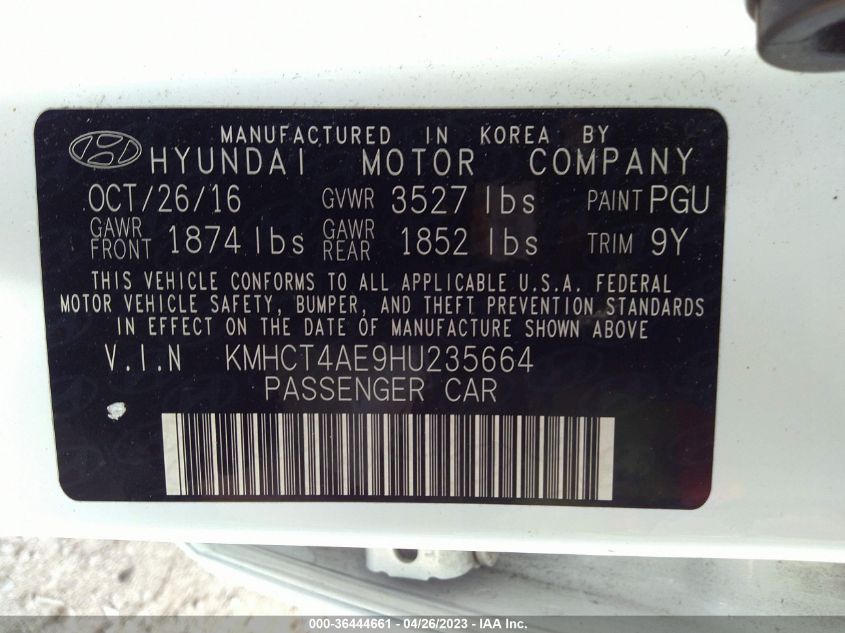 MANUFACTURED IN KOREA BY
HYUNDAI MOTOR COMPANY
OCT/26/16 GVWR 3527 lbs PAINT PGU
GAWR FRONT 1874 lbs GAWR REAR 1852 lbs TRIM 9Y
THIS VEHICLE CONFORMS TO ALL APPLICABLE U.S.A. FEDERAL
MOTOR VEHICLE SAFETY, BUMPER, AND THEFT PREVENTION STANDARDS
IN EFFECT ON THE DATE OF MANUFACTURE SHOWN ABOVE
V.I.N KMHCT4AE9HU235664
PASSENGER CAR
000-36444661 - 04/26/2023 - IAA Inc.